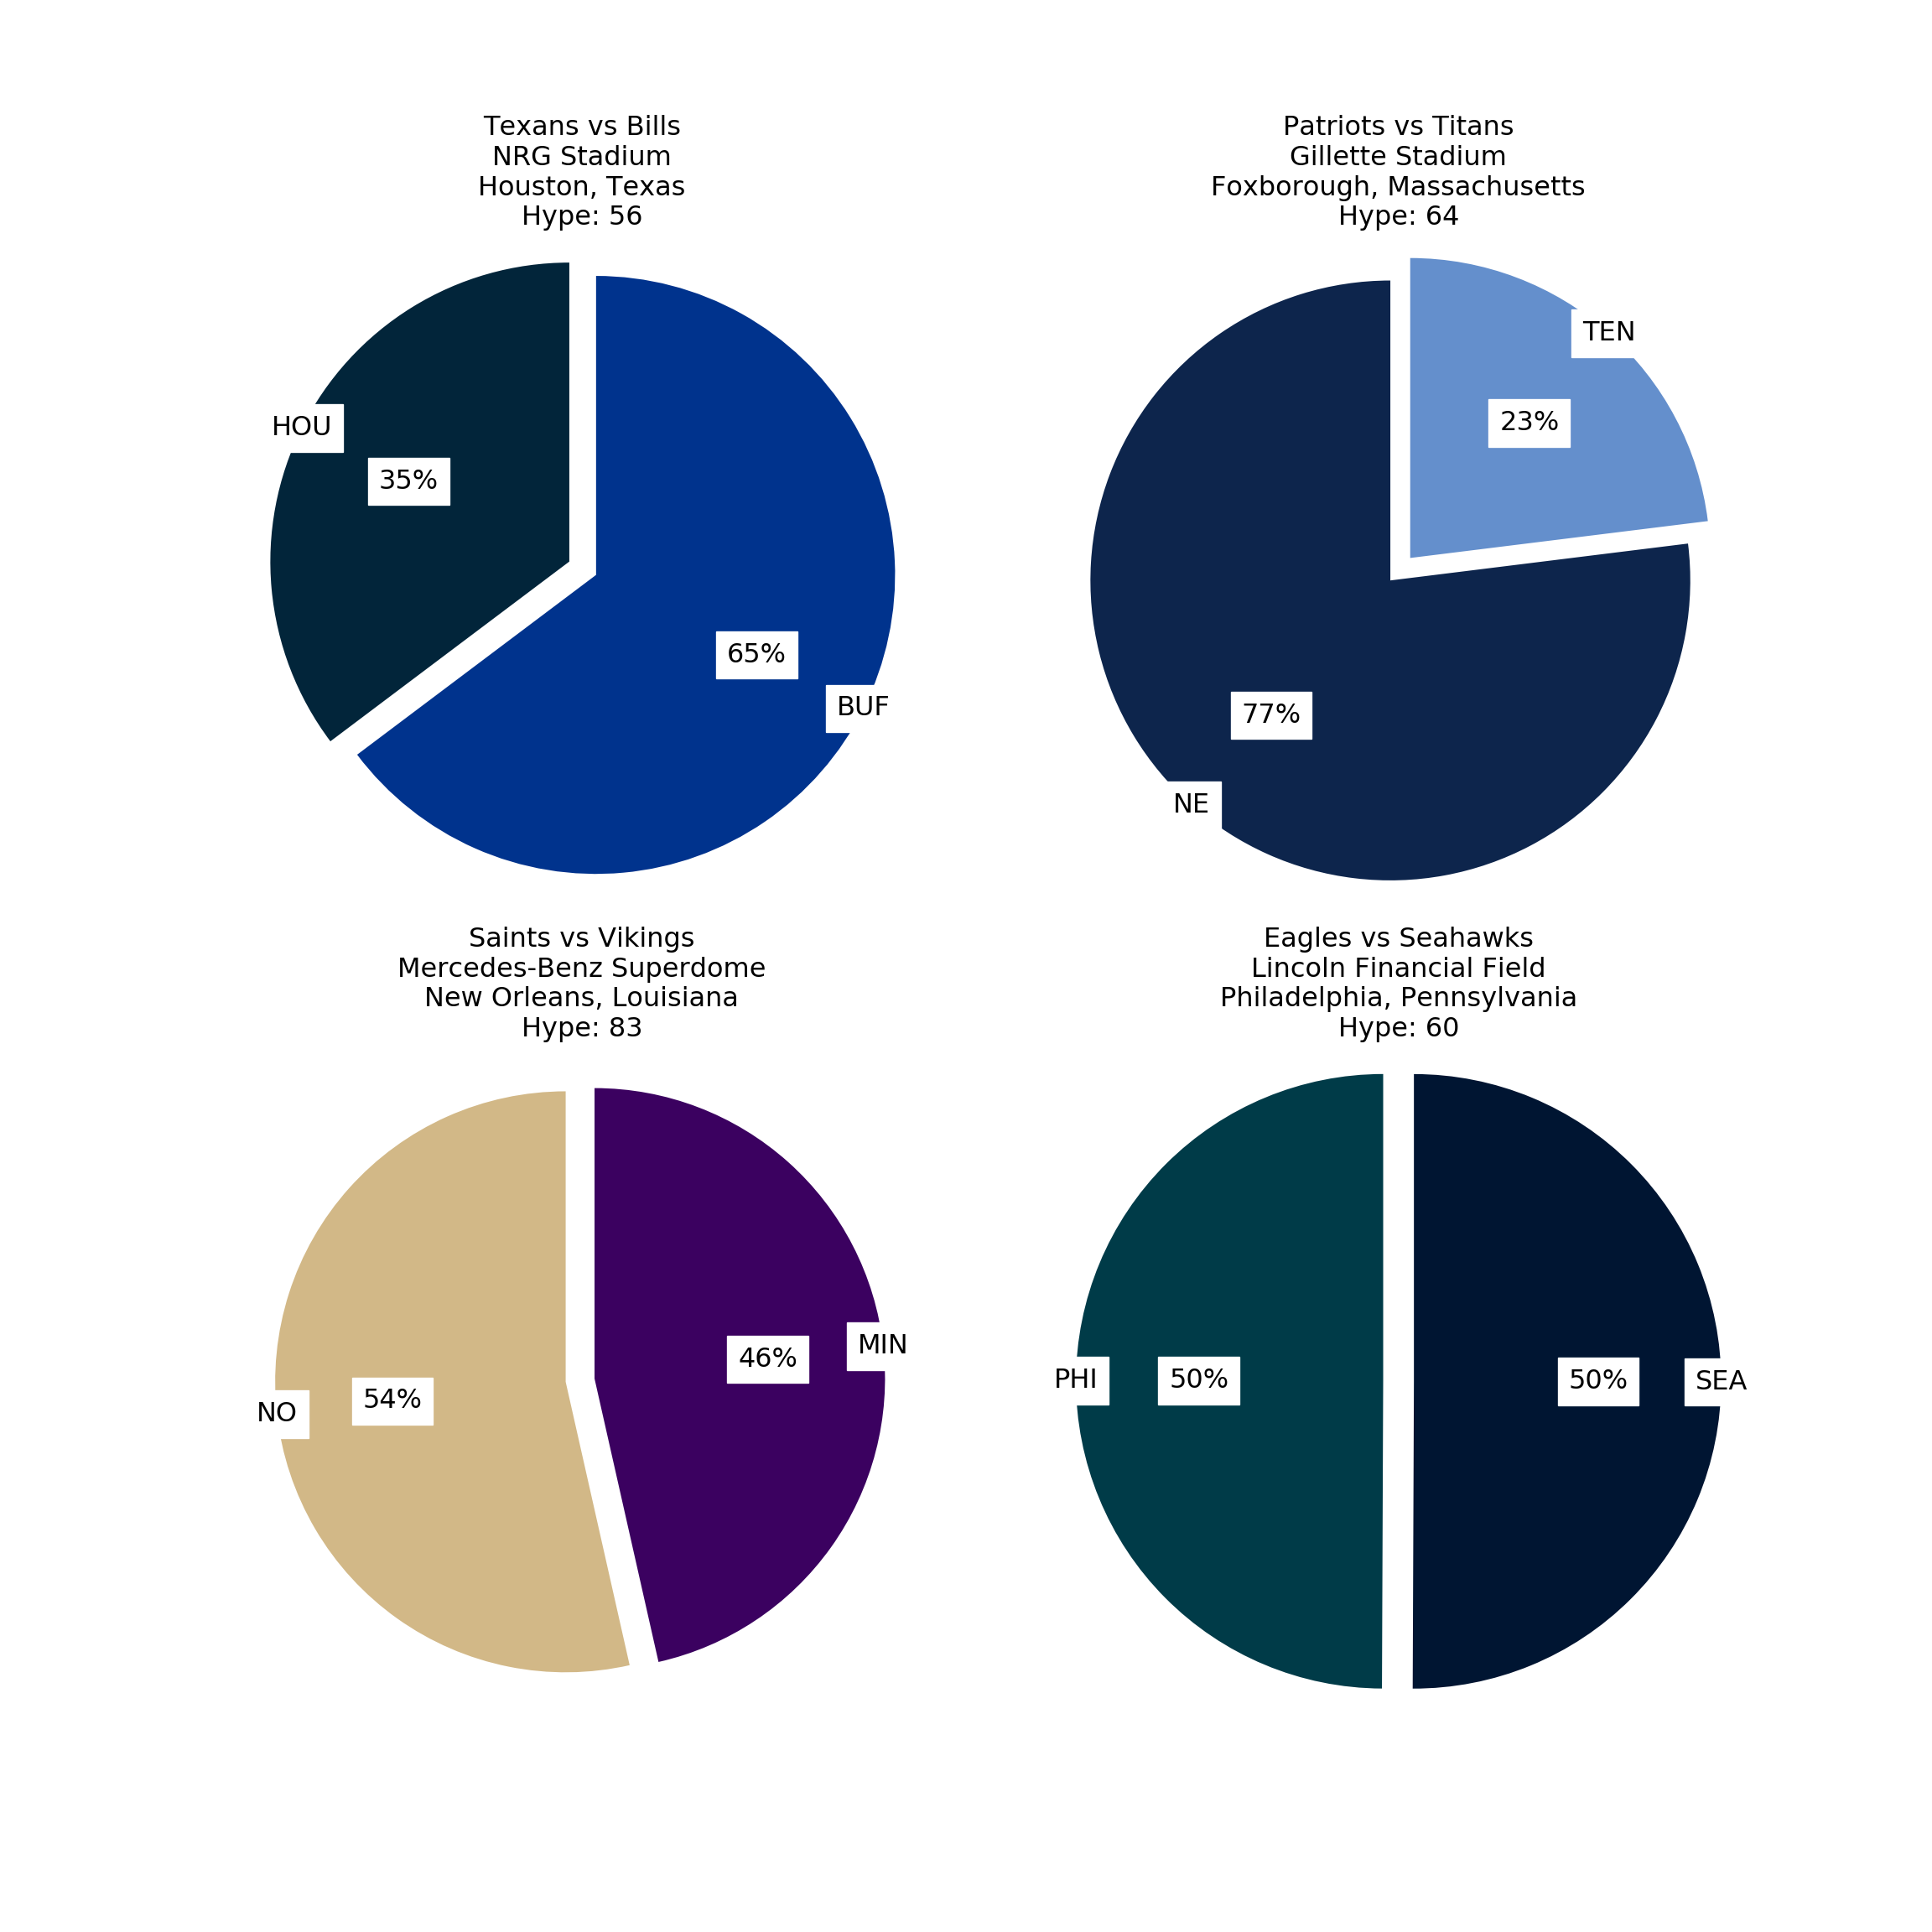 Texans vs Bills
NRG Stadium
Houston, Texas
Hype: 56
HOU
35%
65%
BUF
Patriots vs Titans
Gillette Stadium
Foxborough, Massachusetts
Hype: 64
TEN
23%
77%
NE
Saints vs Vikings
Mercedes-Benz Superdome
New Orleans, Louisiana
Hype: 83
MIN
46%
54%
NO
Eagles vs Seahawks
Lincoln Financial Field
Philadelphia, Pennsylvania
Hype: 60
PHI
50%
50%
SEA